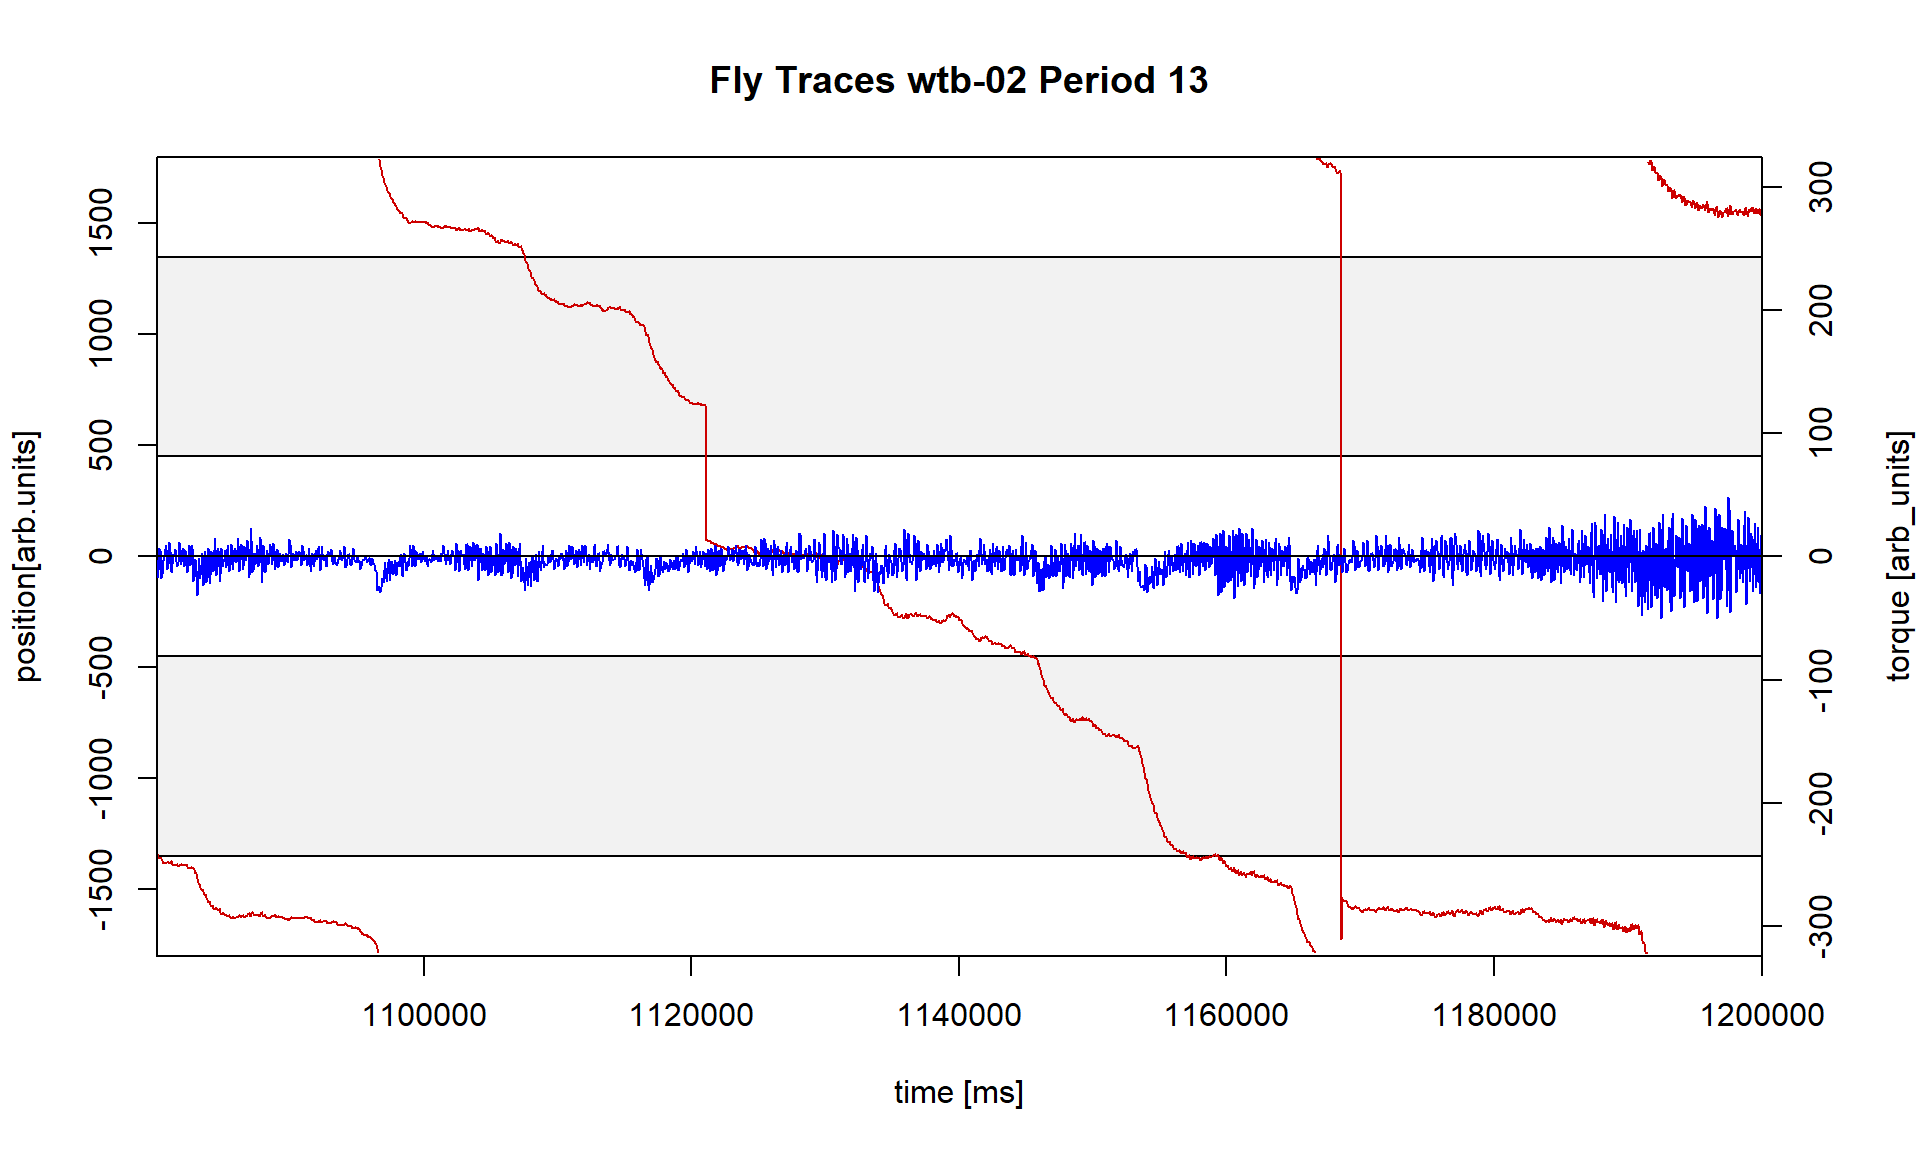 Fly Traces wtb-02 Period 13
position[arb.units]
1500
1000
500
0
-500
-1000
-1500
300
200
100
0
-100
-200
-300
torque [arb_units]
1100000 1120000 1140000 1160000 1180000 1200000
time [ms]